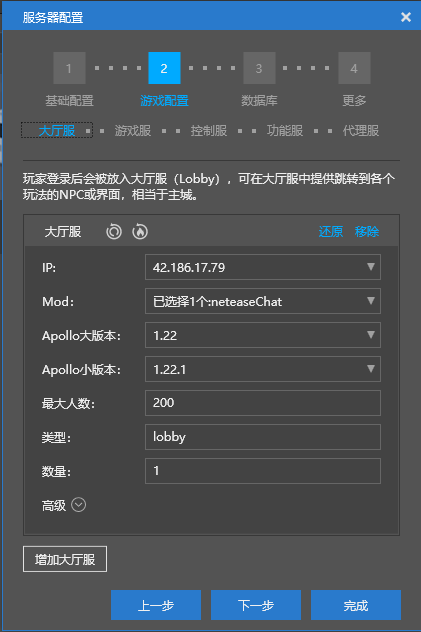 服务器配置
1 2 3 4
基础配置 游戏配置 数据库 更多
大厅服 游戏服 控制服 功能服 代理服
玩家登录后会被放入大厅服（Lobby），可在大厅服中提供跳转到各个
玩法的NPC或界面，相当于主城。
大厅服 还原 移除
IP: 42.186.17.79
Mod: 已选择1个:neteaseChat
Apollo大版本: 1.22
Apollo小版本: 1.22.1
最大人数: 200
类型: lobby
数量: 1
高级
增加大厅服
上一步 下一步 完成